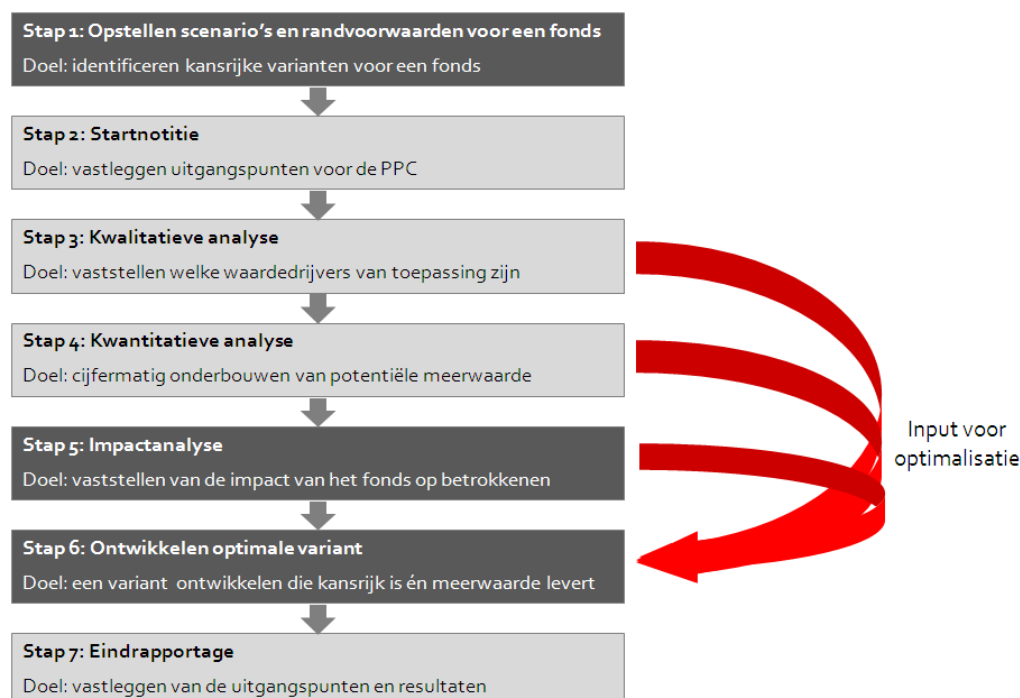 Stap 1: Opstellen scenario's en randvoorwaarden voor een fonds
Doel: identificeren kansrijke varianten voor een fonds
Stap 2: Startnotitie
Doel: vastleggen uitgangspunten voor de PPC
Stap 3: Kwalitatieve analyse
Doel: vaststellen welke waardedrijvers van toepassing zijn
Stap 4: Kwantitatieve analyse
Doel: cijfermatig onderbouwen van potentiële meerwaarde
Stap 5: Impactanalyse
Doel: vaststellen van de impact van het fonds op betrokkenen
Stap 6: Ontwikkelen optimale variant
Doel: een variant ontwikkelen die kansrijk is én meerwaarde levert
Stap 7: Eindrapportage
Doel: vastleggen van de uitgangspunten en resultaten
Input voor
optimalisatie